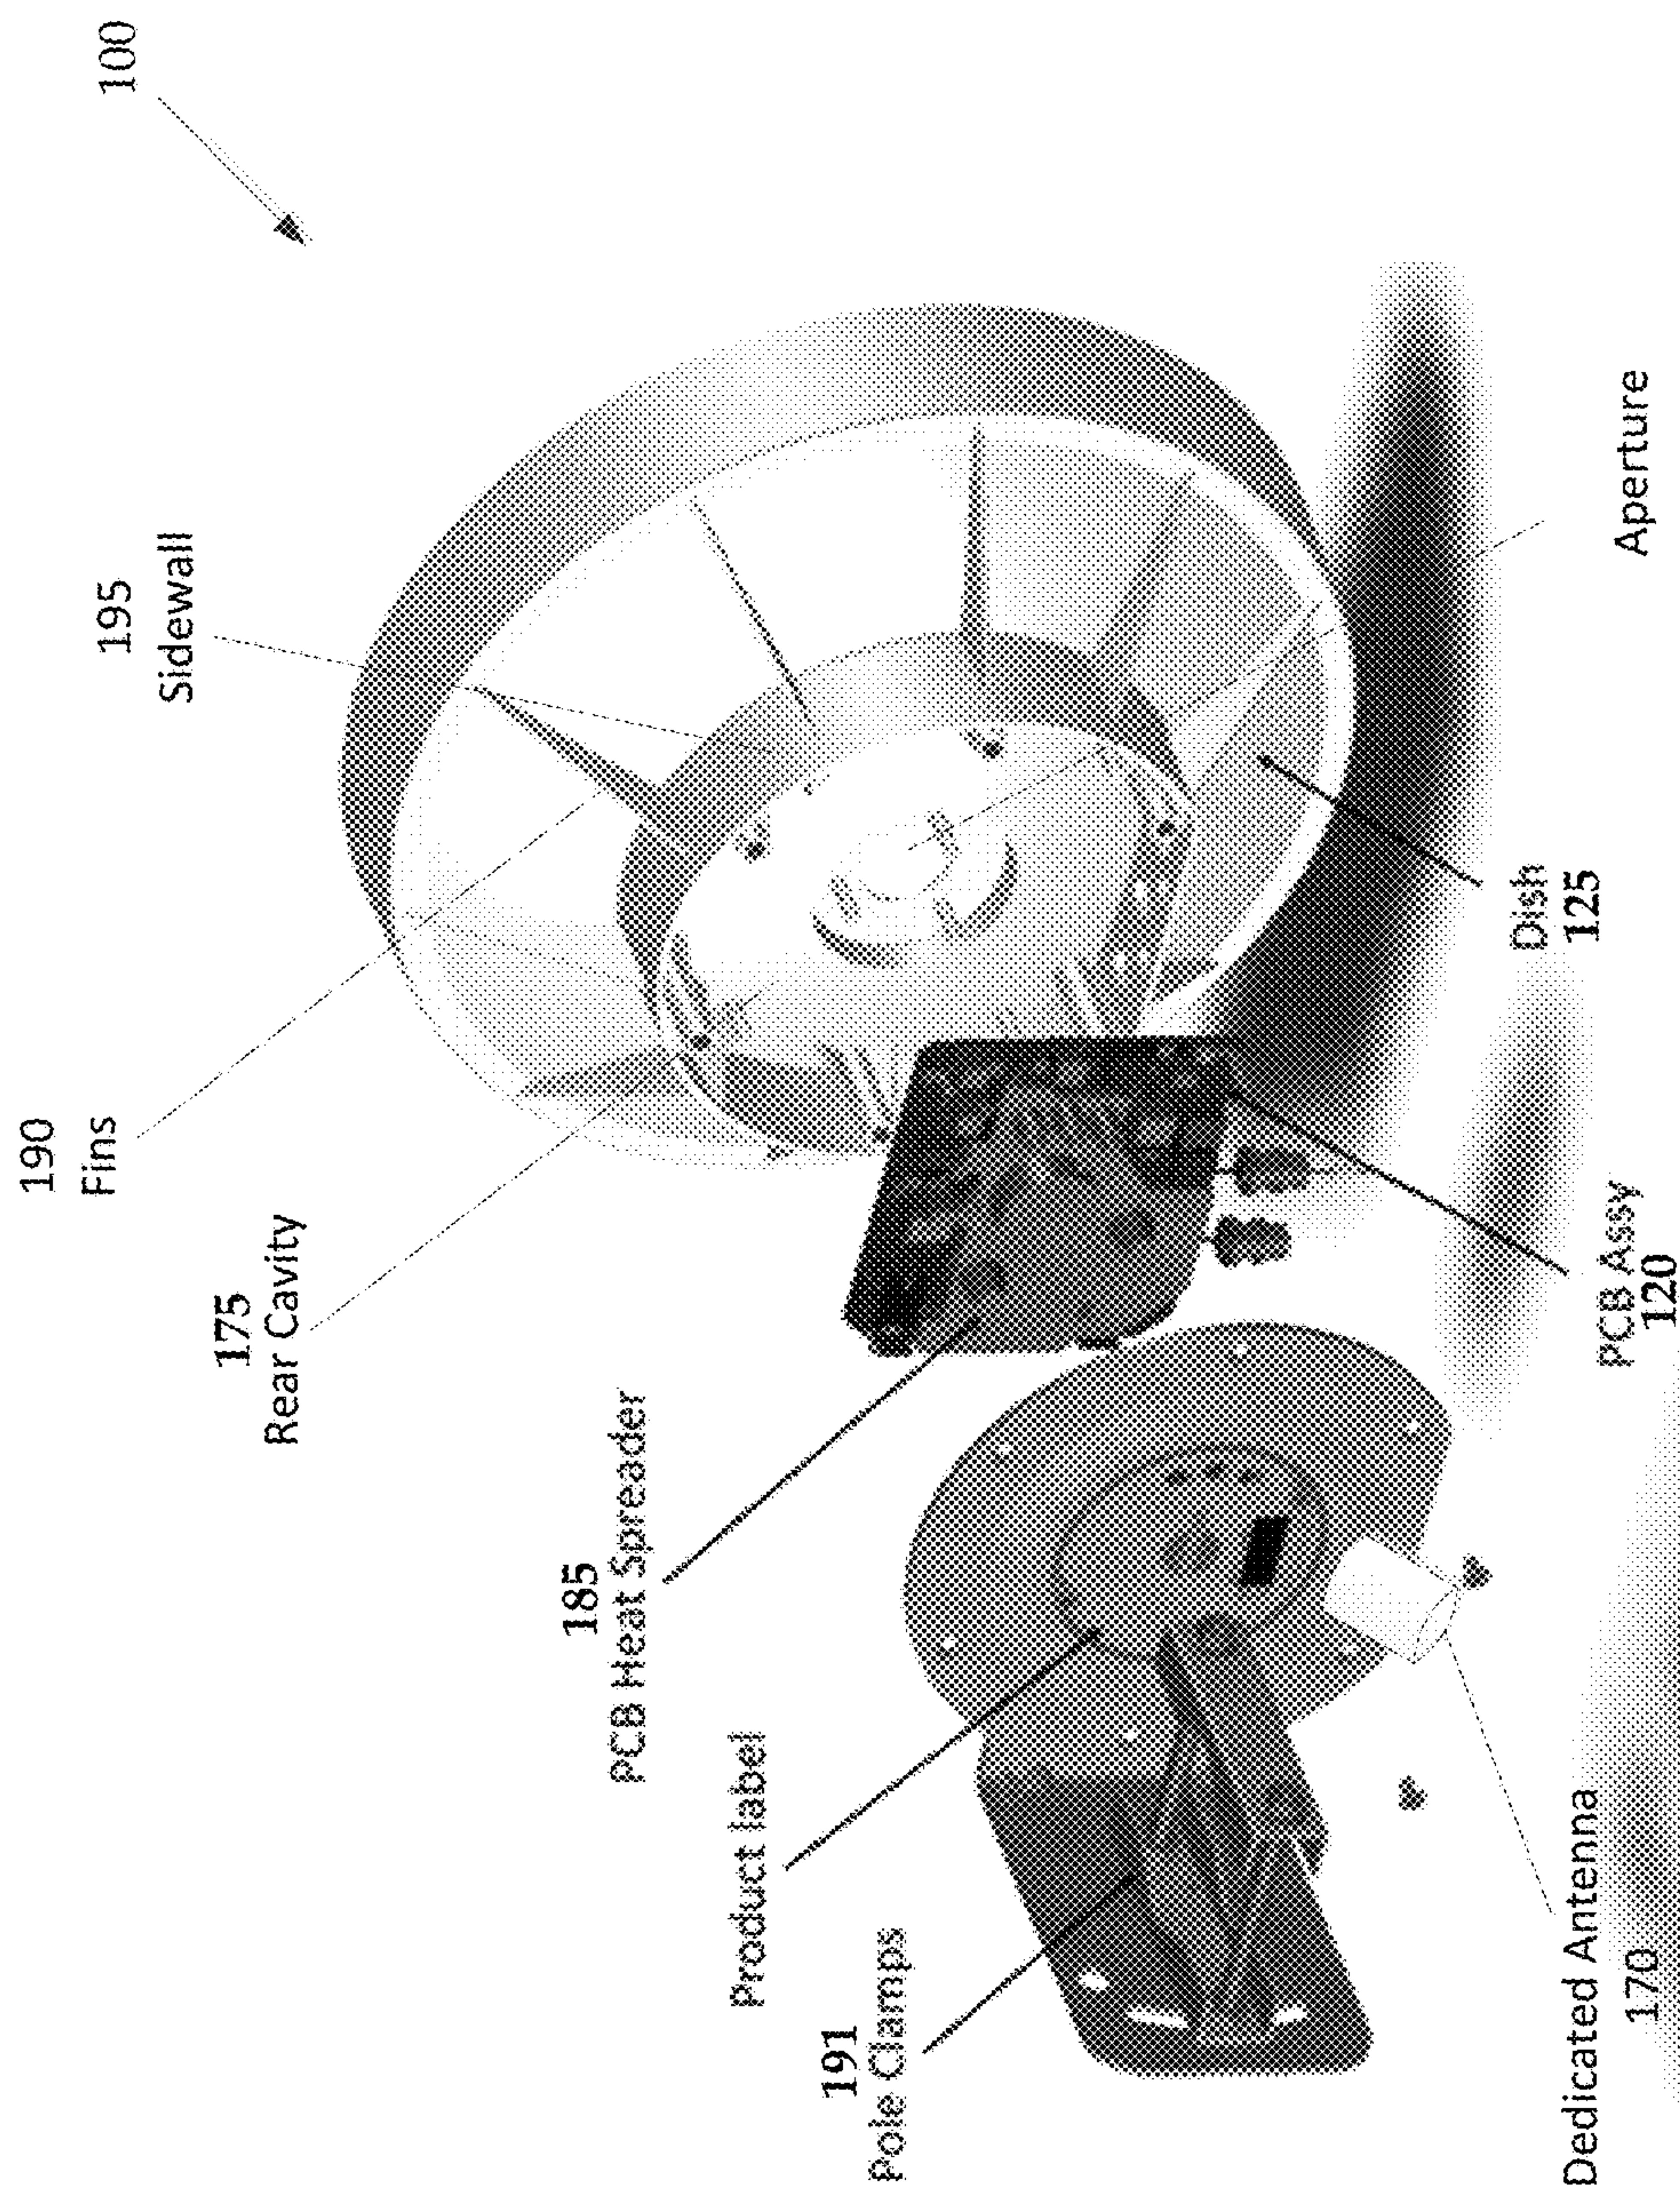 100
195
Sidewall
190
Fins
175
Rear Cavity
185
PCB Heat Spreader
Product label
191
Pole Clamps
Dedicated Antenna
170
PCB Assy
120
Dish
125
Aperture